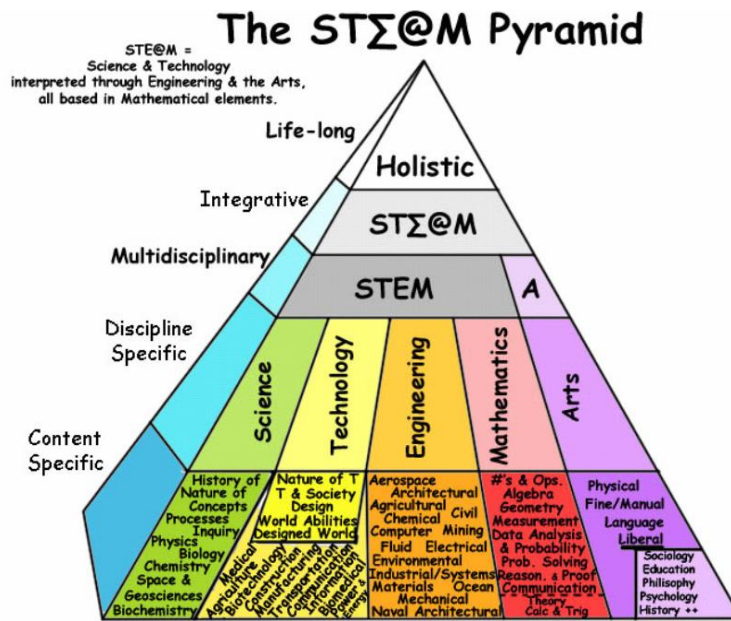 The ST∑@M Pyramid
STE@M =
Science & Technology
interpreted through Engineering & the Arts,
all based in Mathematical elements.
Life-long
Holistic
Integrative
ST∑@M
Multidisciplinary
STEM
A
Discipline
Specific
Science
Technology
Engineering
Mathematics
Arts
Content
Specific
History of
Nature of
Concepts
Processes
Inquiry
Physics
Biology
Chemistry
Space &
Geosciences
Biochemistry
Nature of T
T & Society
Design
World Abilities
Designed World
Medical
Agriculture &
Biotechnology
Construction
Manufacturing
Transportation
Communication
Information
Biomedical
Power &
Energy
Aerospace
Architectural
Agricultural
Chemical Civil
Computer Mining
Fluid Electrical
Environmental
Industrial/Systems
Materials Ocean
Mechanical
Naval Architectural
#'s & Ops.
Algebra
Geometry
Measurement
Data Analysis
& Probability
Prob. Solving
Reason. & Proof
Communication
Theory
Calc & Trig
Physical
Fine/Manual
Language
Liberal
Sociology
Education
Philisophy
Psychology
History ++